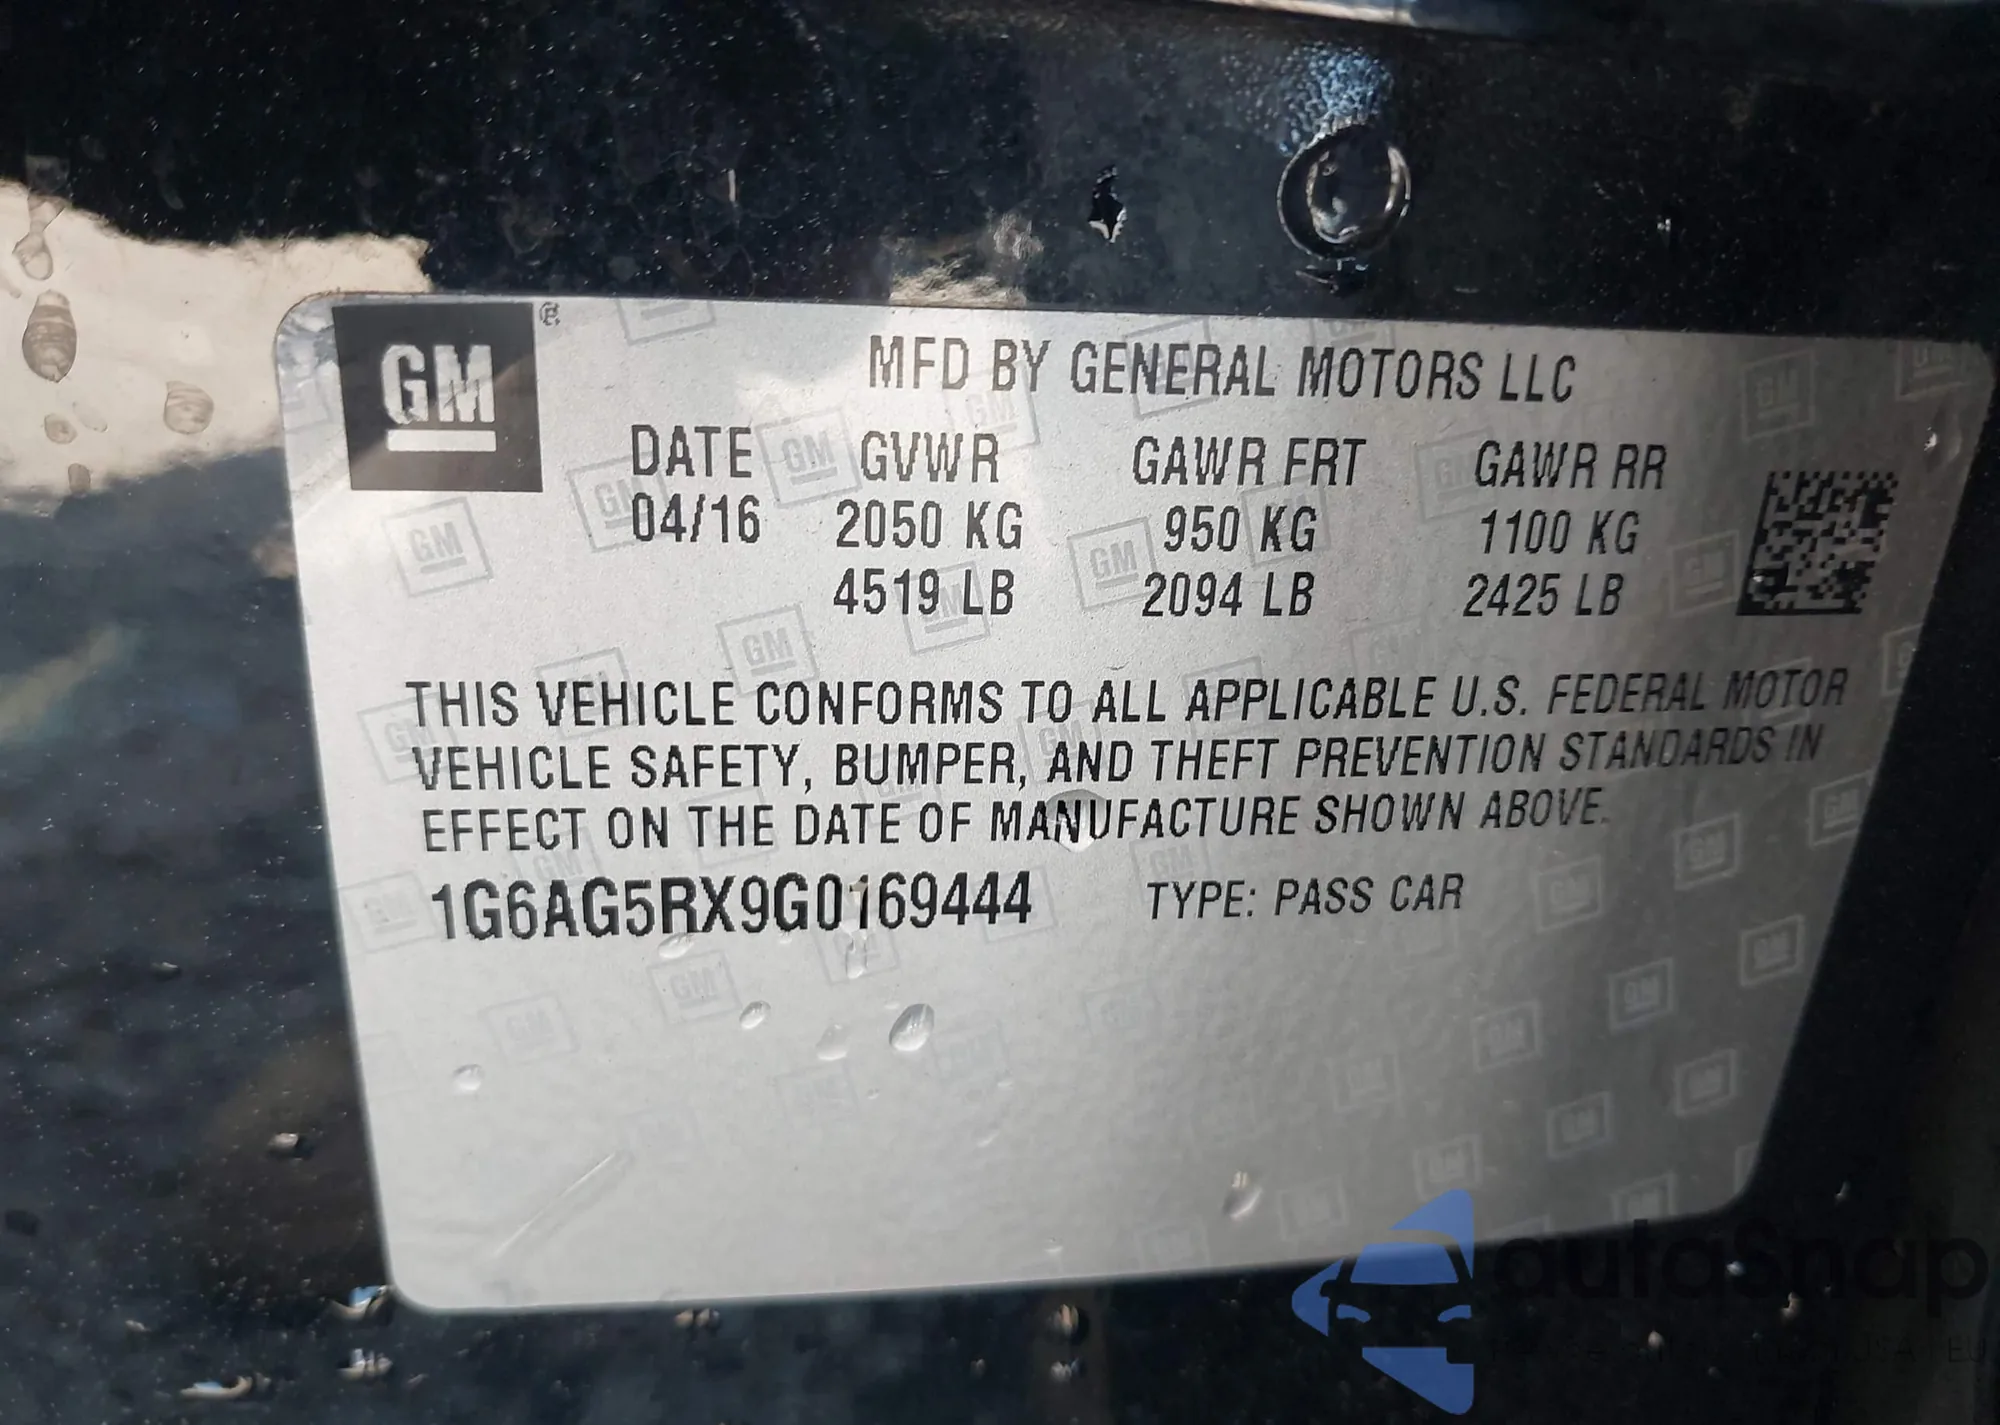 GM ®
MFD BY GENERAL MOTORS LLC
DATE GVWR GAWR FRT GAWR RR
04/16 2050 KG 950 KG 1100 KG
4519 LB 2094 LB 2425 LB
THIS VEHICLE CONFORMS TO ALL APPLICABLE U.S. FEDERAL MOTOR
VEHICLE SAFETY, BUMPER, AND THEFT PREVENTION STANDARDS IN
EFFECT ON THE DATE OF MANUFACTURE SHOWN ABOVE.
1G6AG5RX9G0169444 TYPE: PASS CAR
autoSnap